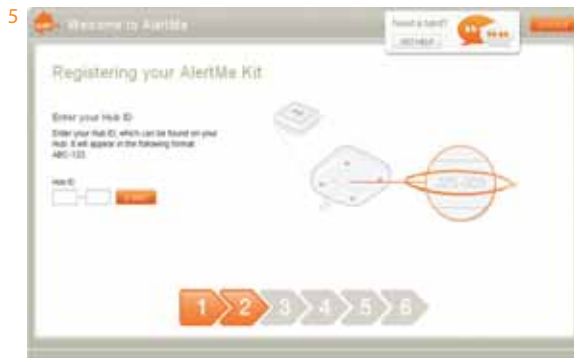 5
Welcome to AlertMe
Need a hand?
GET HELP
Registering your AlertMe Kit
Enter your Hub ID
Enter your Hub ID, which can be found on your
Hub. It will appear in the following format
ABC-123.
Hub ID
1 2 3 4 5 6